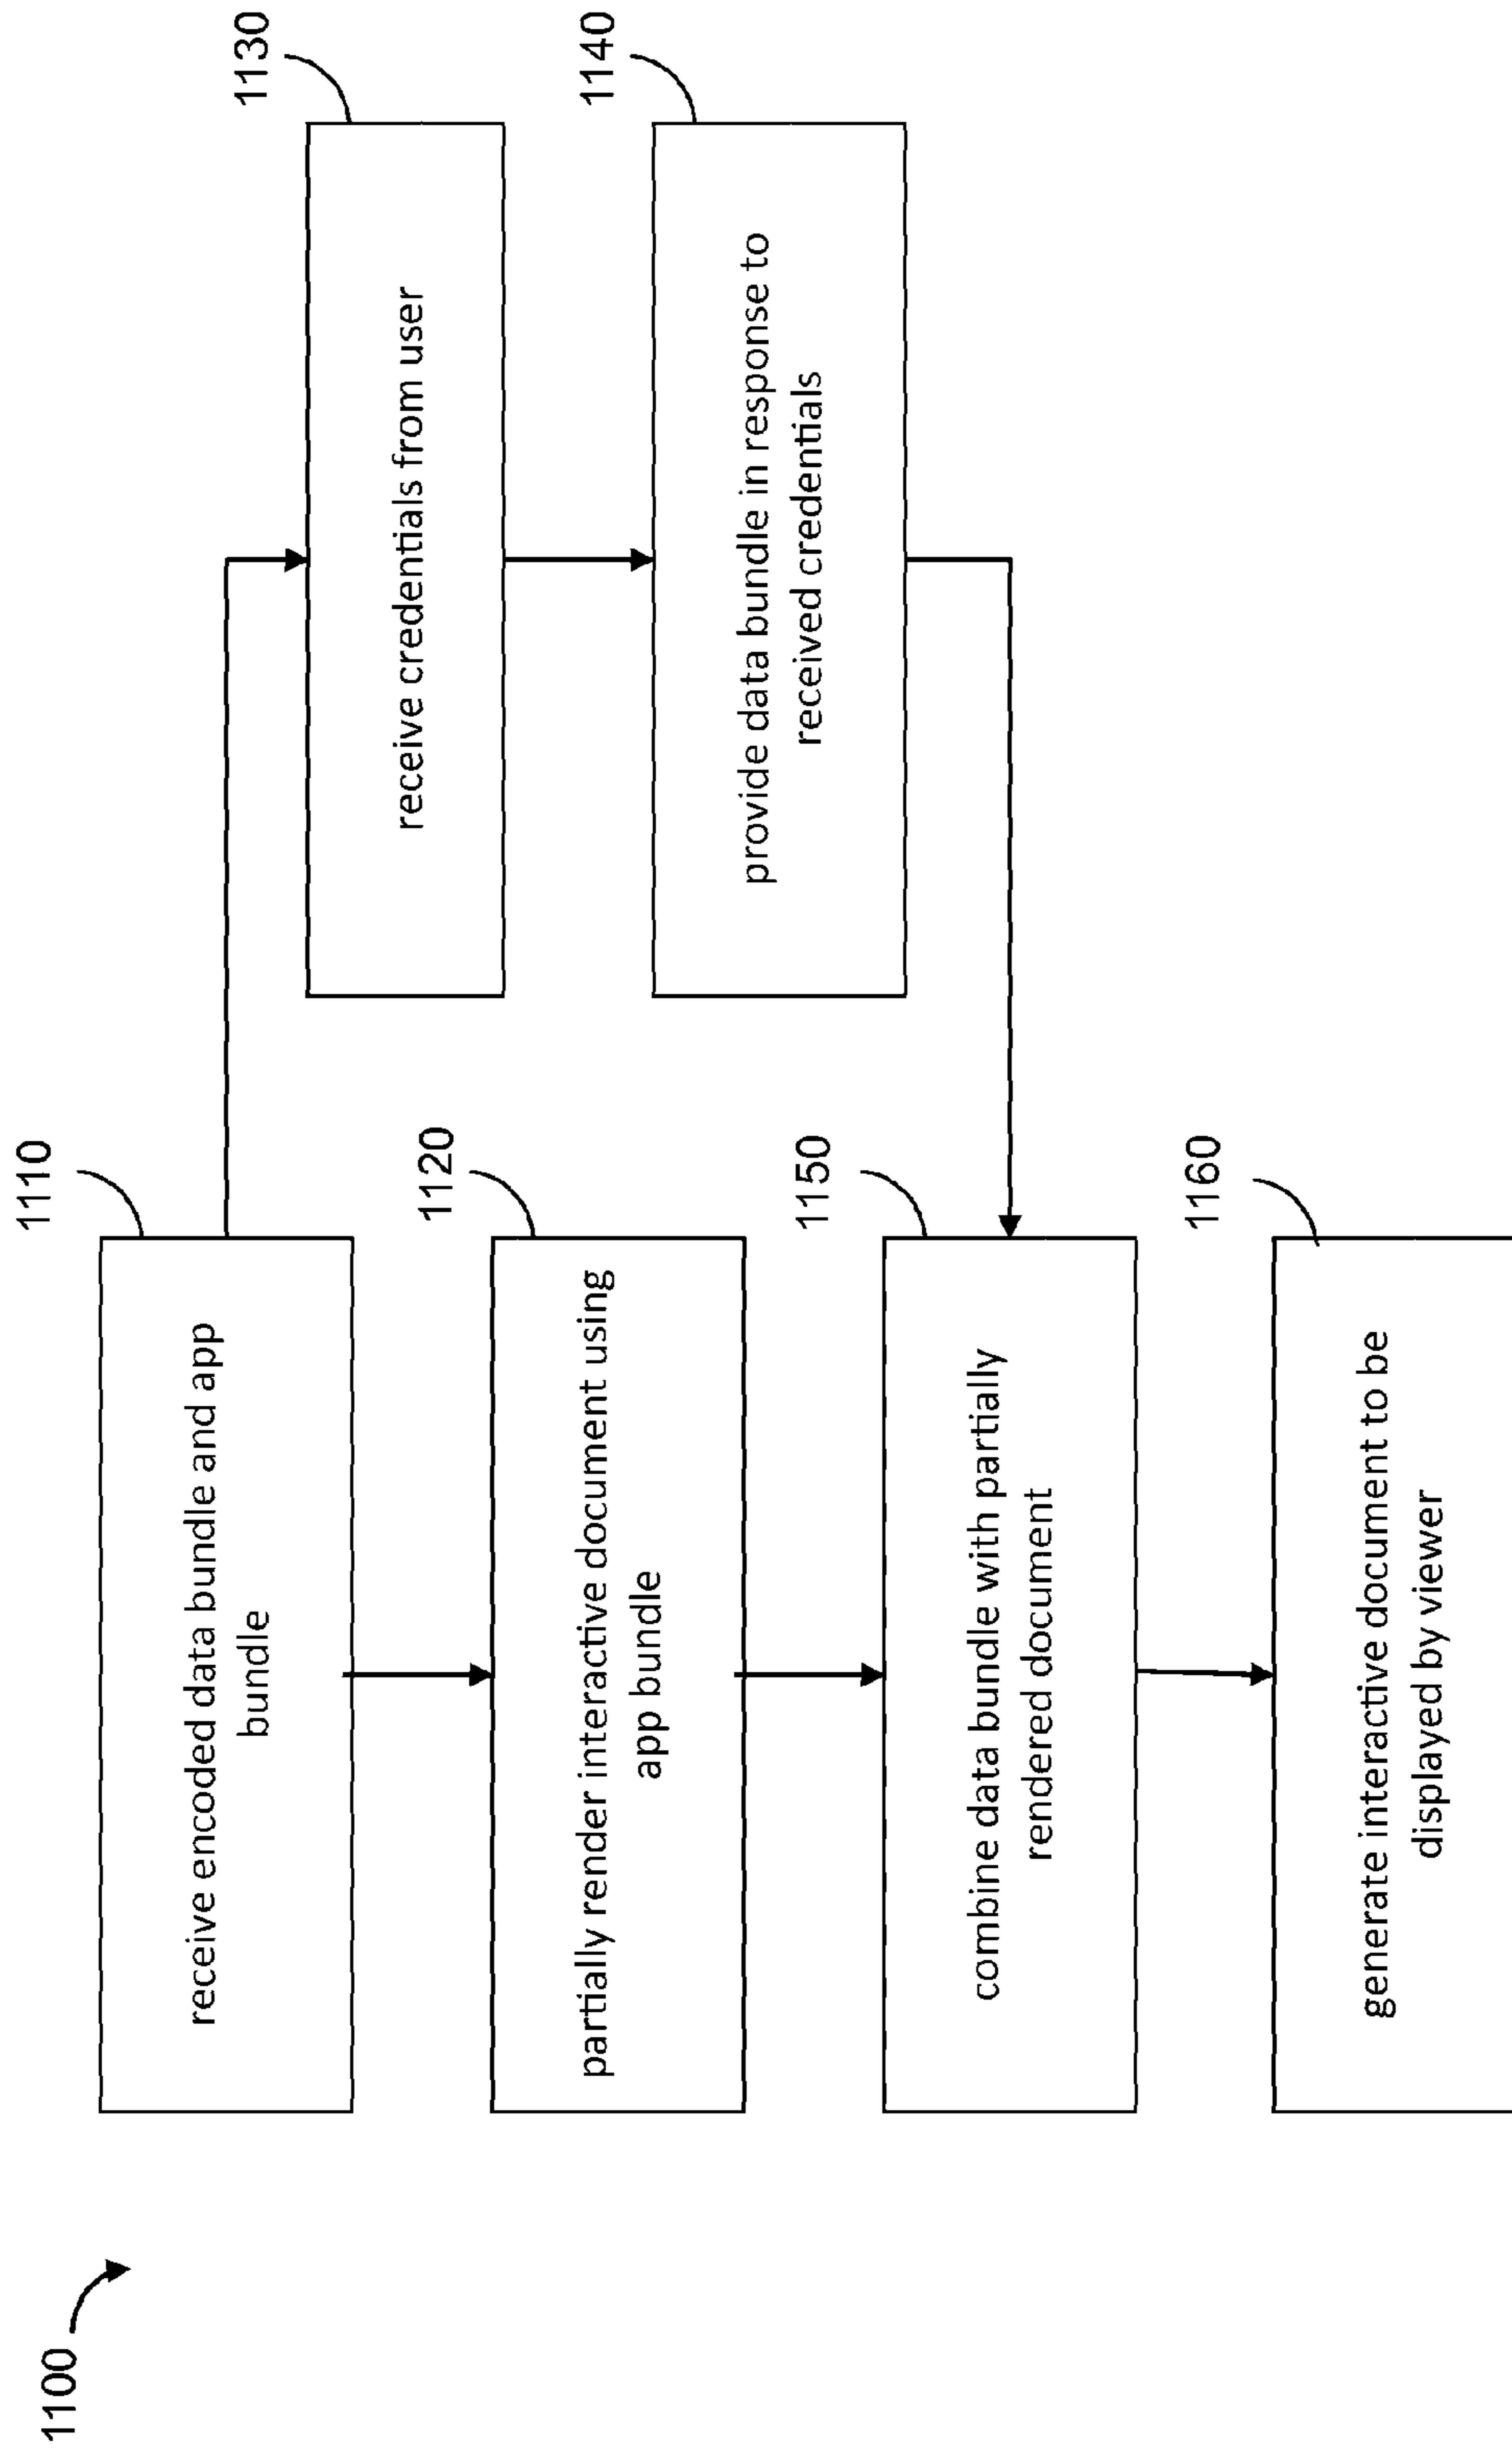 1100
1110
receive encoded data bundle and app
bundle
1120
partially render interactive document using
app bundle
1130
receive credentials from user
1140
provide data bundle in response to
received credentials
1150
combine data bundle with partially
rendered document
1160
generate interactive document to be
displayed by viewer